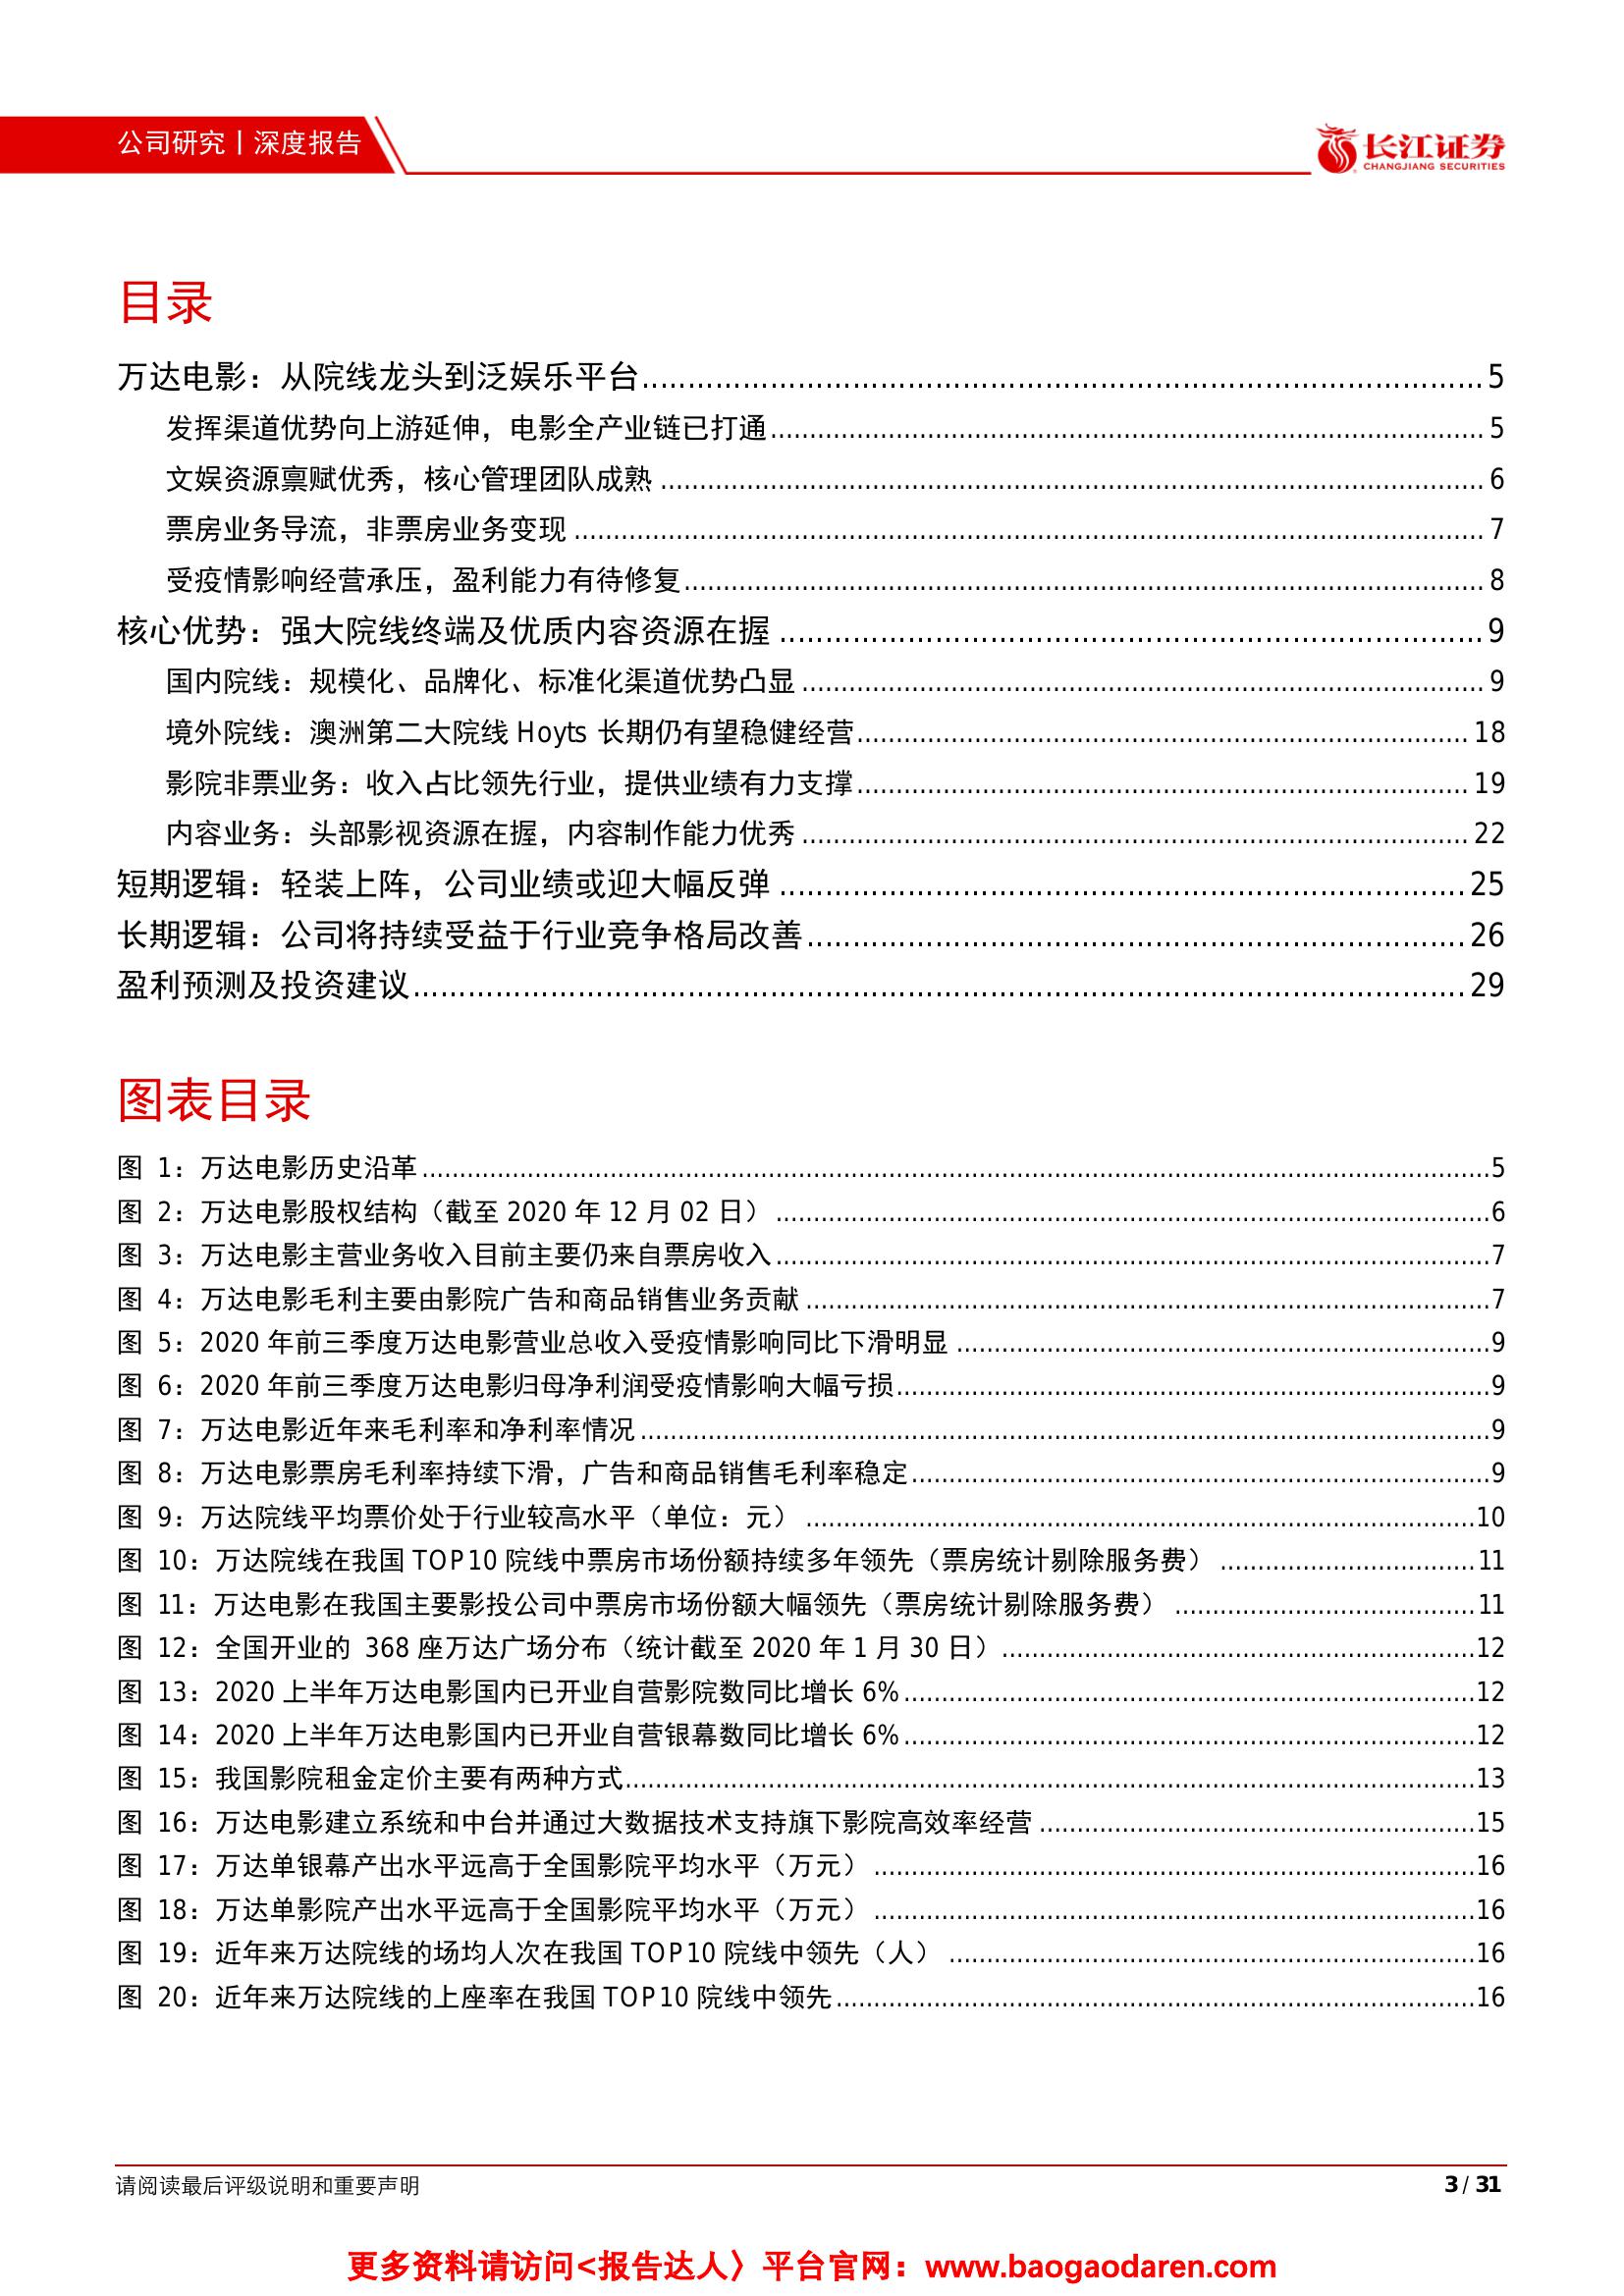 公司研究丨深度报告
长江证券
CHANGJIANG SECURITIES
目录
万达电影：从院线龙头到泛娱乐平台........................................5
发挥渠道优势向上游延伸，电影全产业链已打通........................................5
文娱资源禀赋优秀，核心管理团队成熟........................................6
票房业务导流，非票房业务变现........................................7
受疫情影响经营承压，盈利能力有待修复........................................8
核心优势：强大院线终端及优质内容资源在握........................................9
国内院线：规模化、品牌化、标准化渠道优势凸显........................................9
境外院线：澳洲第二大院线 Hoyts 长期仍有望稳健经营........................................18
影院非票业务：收入占比领先行业，提供业绩有力支撑........................................19
内容业务：头部影视资源在握，内容制作能力优秀........................................22
短期逻辑：轻装上阵，公司业绩或迎大幅反弹........................................25
长期逻辑：公司将持续受益于行业竞争格局改善........................................26
盈利预测及投资建议........................................29
图表目录
图 1：万达电影历史沿革........................................5
图 2：万达电影股权结构（截至 2020 年 12 月 02 日）........................................6
图 3：万达电影主营业务收入目前主要仍来自票房收入........................................7
图 4：万达电影毛利主要由影院广告和商品销售业务贡献........................................7
图 5：2020 年前三季度万达电影营业总收入受疫情影响同比下滑明显........................................9
图 6：2020 年前三季度万达电影归母净利润受疫情影响大幅亏损........................................9
图 7：万达电影近年来毛利率和净利率情况........................................9
图 8：万达电影票房毛利率持续下滑，广告和商品销售毛利率稳定........................................9
图 9：万达院线平均票价处于行业较高水平（单位：元）........................................10
图 10：万达院线在我国 TOP10 院线中票房市场份额持续多年领先（票房统计剔除服务费）........................................11
图 11：万达电影在我国主要影投公司中票房市场份额大幅领先（票房统计剔除服务费）........................................11
图 12：全国开业的 368 座万达广场分布（统计截至 2020 年 1 月 30 日）........................................12
图 13：2020 上半年万达电影国内已开业自营影院数同比增长 6%........................................12
图 14：2020 上半年万达电影国内已开业自营银幕数同比增长 6%........................................12
图 15：我国影院租金定价主要有两种方式........................................13
图 16：万达电影建立系统和中台并通过大数据技术支持旗下影院高效率经营........................................15
图 17：万达单银幕产出水平远高于全国影院平均水平（万元）........................................16
图 18：万达单影院产出水平远高于全国影院平均水平（万元）........................................16
图 19：近年来万达院线的场均人次在我国 TOP10 院线中领先（人）........................................16
图 20：近年来万达院线的上座率在我国 TOP10 院线中领先........................................16
请阅读最后评级说明和重要声明
3 / 31
更多资料请访问<报告达人〉平台官网：www.baogaodaren.com